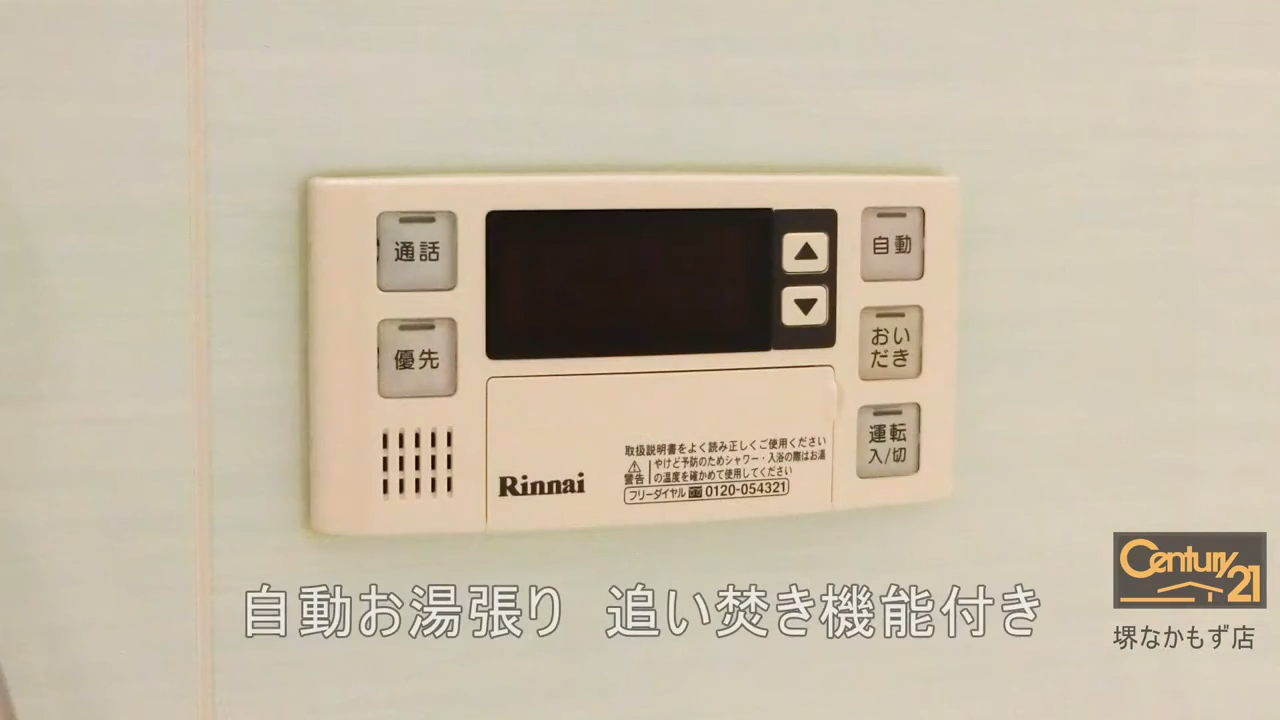 通話
自動
優先
おい
だき
運転
入/切
取扱説明書をよく読み正しくご使用ください
警告
やけど予防のためシャワー・入浴の際はお湯
の温度を確かめて使用してください
フリーダイヤル 0120-054321
Rinnai
自動お湯張り 追い焚き機能付き
Century 21
堺なかもず店